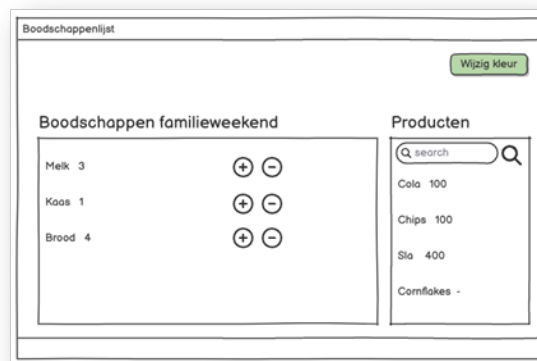 Boodschappenlijst
Wijzig kleur
Boodschappen familieweekend
Melk 3
Kaas 1
Brood 4
Producten
search
Cola 100
Chips 100
Sla 400
Cornflakes -